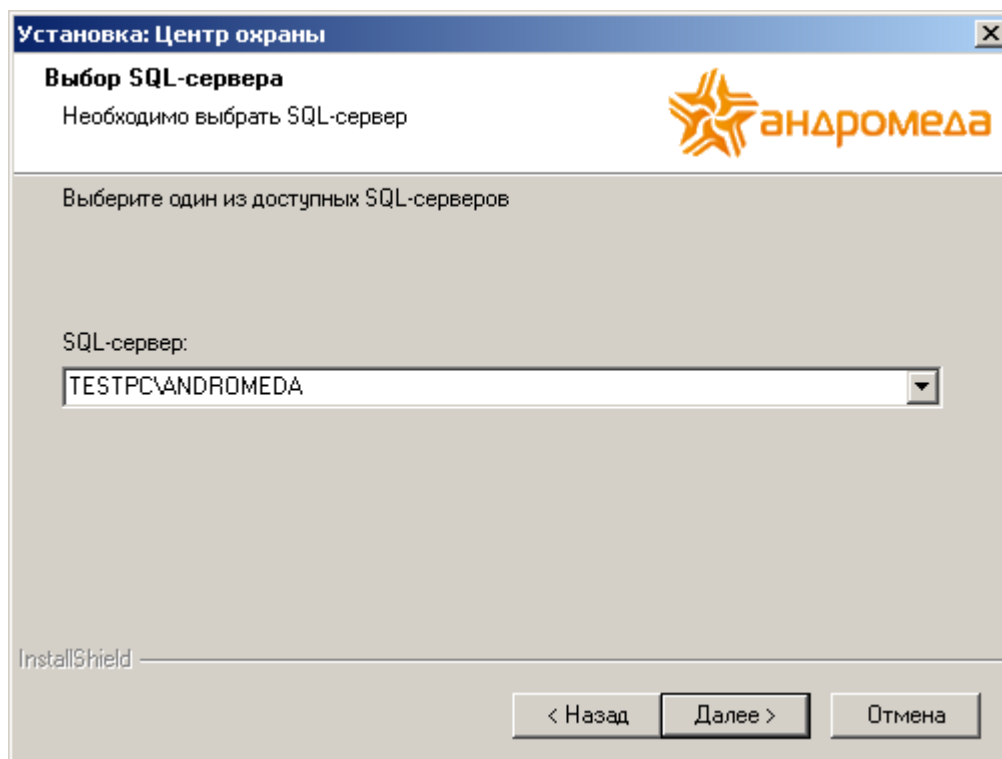 Установка: Центр охраны
Выбор SQL-сервера
Необходимо выбрать SQL-сервер
андромеда
Выберите один из доступных SQL-серверов
SQL-сервер:
TESTPC\ANDROMEDA
InstallShield
< Назад
Далее >
Отмена